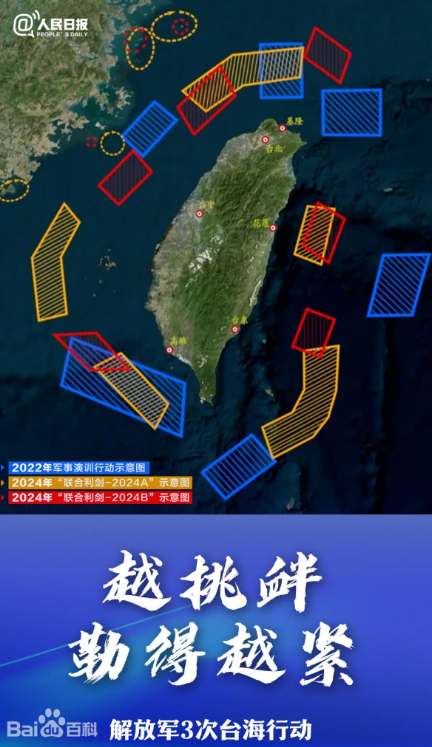 @人民日报
PEOPLE'S DAILY
基隆
台北
台中
花莲
台东
高雄
2022年军事演训行动示意图
2024年“联合利剑-2024A”示意图
2024年“联合利剑-2024B”示意图
越挑衅
勒得越紧
Bai百科
解放军3次台海行动